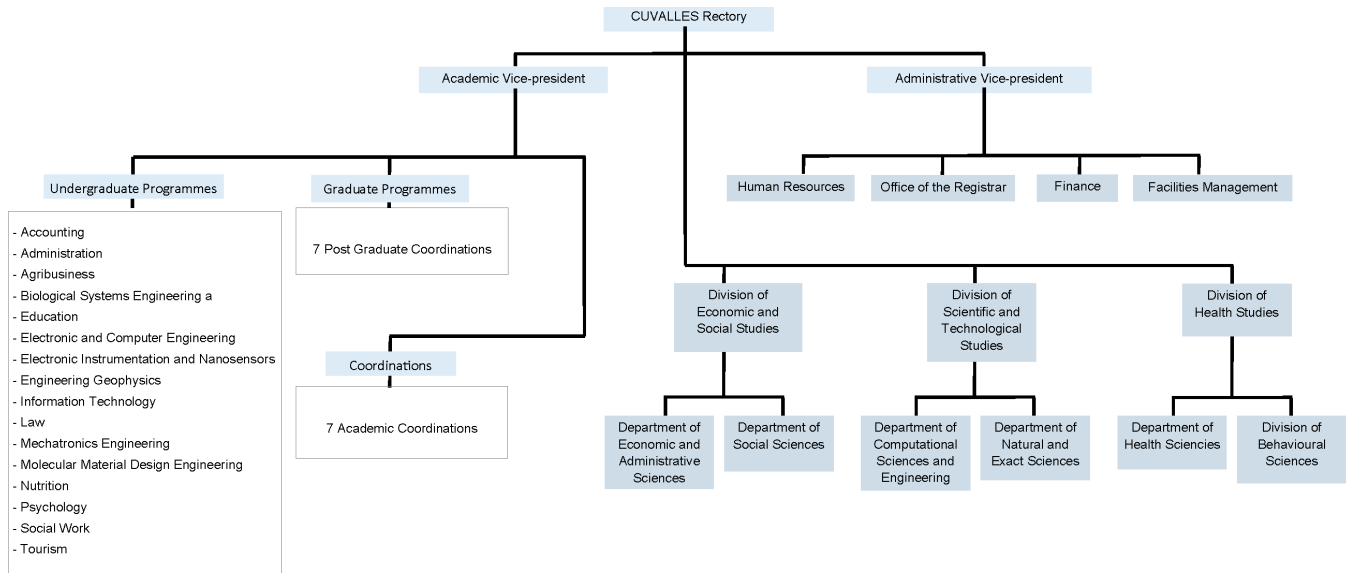 CUVALLES Rectory
Academic Vice-president
Administrative Vice-president
Undergraduate Programmes
Graduate Programmes
Human Resources
Office of the Registrar
Finance
Facilities Management
- Accounting
- Administration
- Agribusiness
- Biological Systems Engineering a
- Education
- Electronic and Computer Engineering
- Electronic Instrumentation and Nanosensors
- Engineering Geophysics
- Information Technology
- Law
- Mechatronics Engineering
- Molecular Material Design Engineering
- Nutrition
- Psychology
- Social Work
- Tourism
7 Post Graduate Coordinations
Coordinations
7 Academic Coordinations
Division of
Economic and
Social Studies
Division of
Scientific and
Technological
Studies
Division of
Health Studies
Department of
Economic and
Administrative
Sciences
Department of
Social Sciences
Department of
Computational
Sciences and
Engineering
Department of
Natural and
Exact Sciences
Department of
Health Sciencies
Division of
Behavioural
Sciences